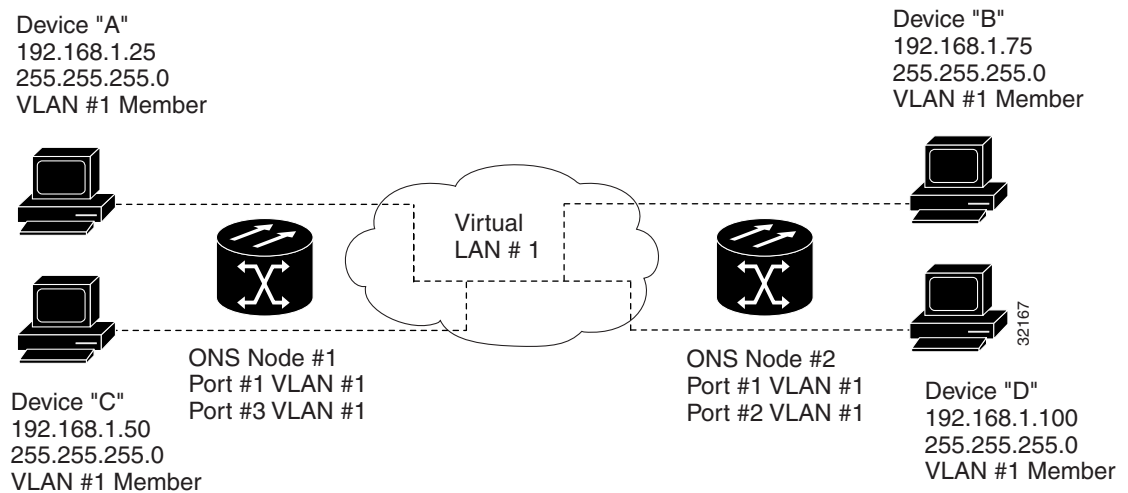 Device "A"
192.168.1.25
255.255.255.0
VLAN #1 Member
Device "B"
192.168.1.75
255.255.255.0
VLAN #1 Member
Virtual
LAN # 1
ONS Node #1
Port #1 VLAN #1
Port #3 VLAN #1
ONS Node #2
Port #1 VLAN #1
Port #2 VLAN #1
32167
Device "C"
192.168.1.50
255.255.255.0
VLAN #1 Member
Device "D"
192.168.1.100
255.255.255.0
VLAN #1 Member